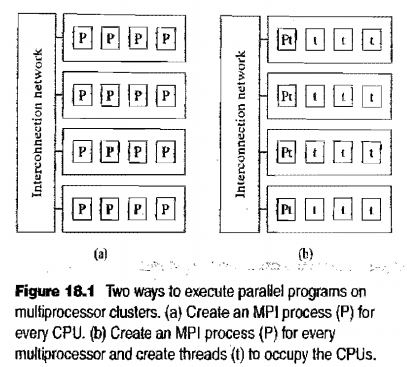 Interconnection network
P P P P
P P P P
P P P P
P P P P
(a)
Interconnection network
Pt t t t
Pt t t t
Pt t t t
Pt t t t
(b)
Figure 18.1 Two ways to execute parallel programs on
multiprocessor clusters. (a) Create an MPI process (P) for
every CPU. (b) Create an MPI process (P) for every
multiprocessor and create threads (t) to occupy the CPUs.